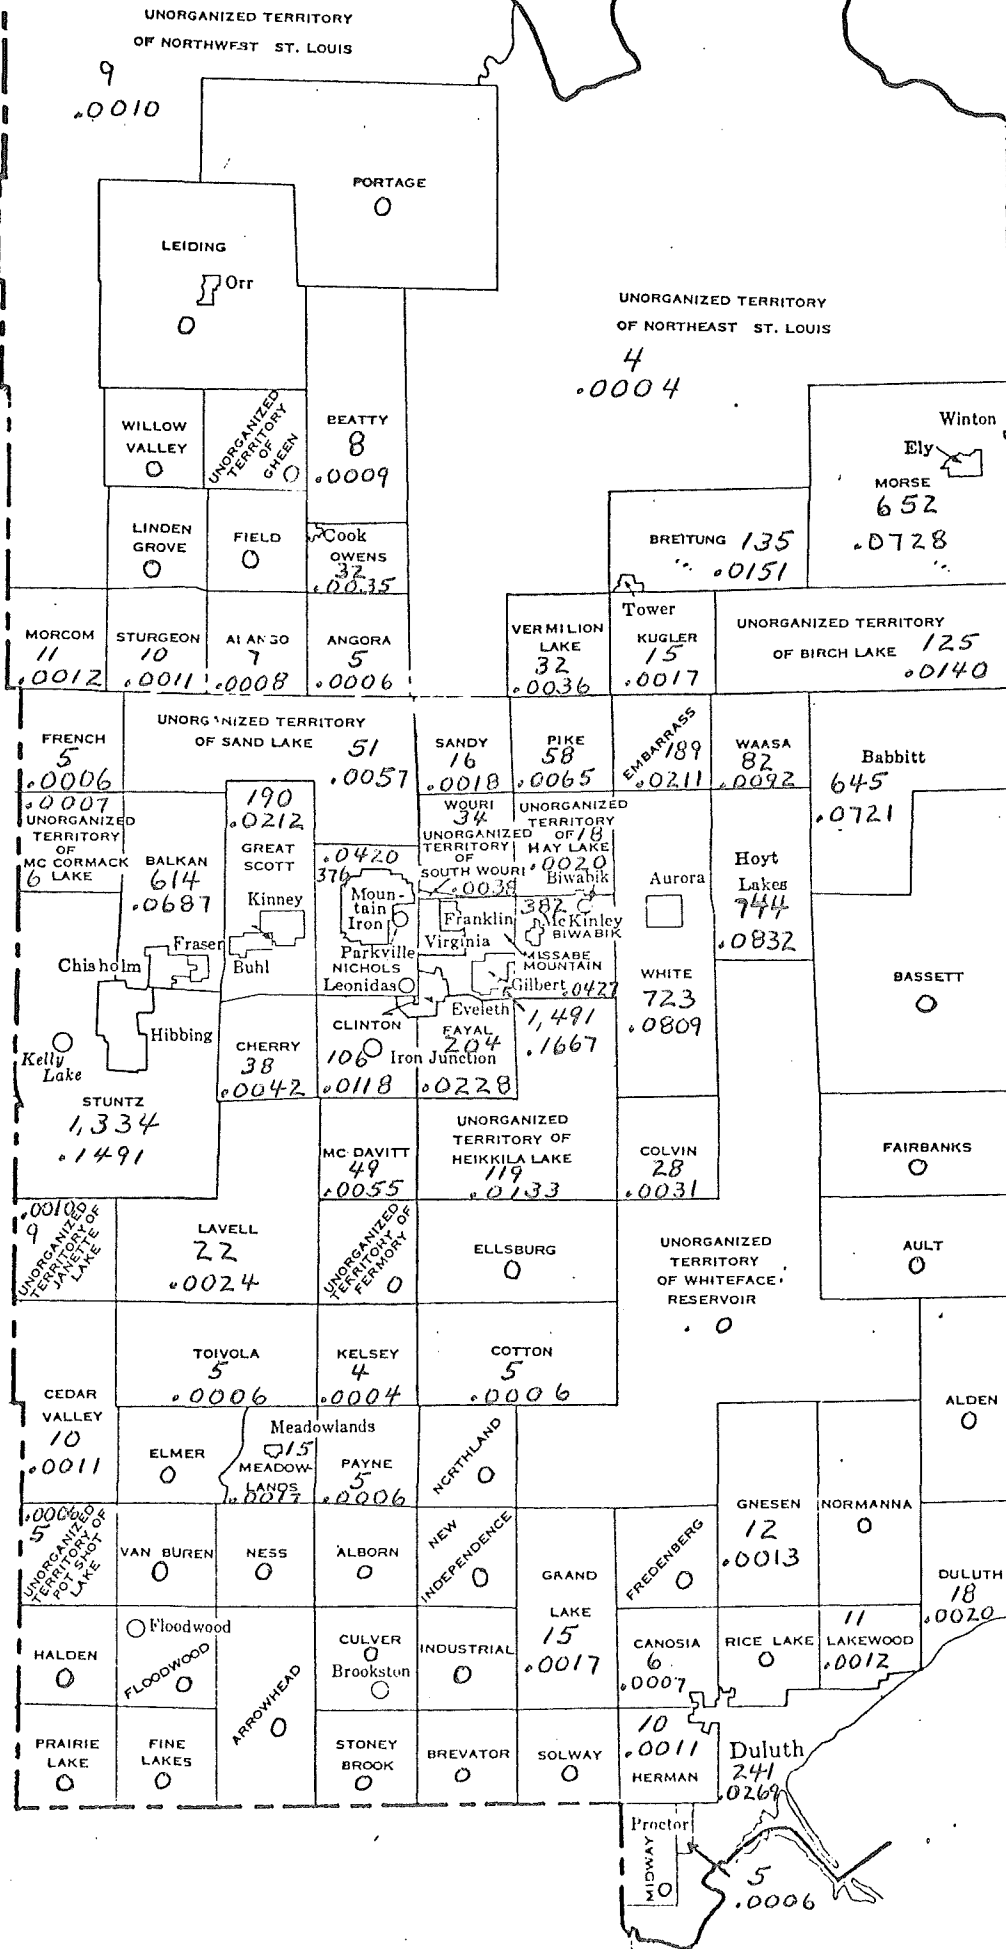 UNORGANIZED TERRITORY
OF NORTHWEST ST. LOUIS
9
.0010
PORTAGE
0
LEIDING
Orr
0
UNORGANIZED TERRITORY
OF NORTHEAST ST. LOUIS
4
.0004
WILLOW
VALLEY
0
UNORGANIZED
TERRITORY
OF
GHEEN
0
BEATTY
8
.0009
Winton
Ely
MORSE
652
.0728
LINDEN
GROVE
0
FIELD
0
Cook
OWENS
32
.0035
BREITUNG 135
.0151
Tower
MORCOM
11
.0012
STURGEON
10
.0011
ALANGO
7
.0008
ANGORA
5
.0006
VERMILION
LAKE
32
.0036
KUGLER
15
.0017
UNORGANIZED TERRITORY
OF BIRCH LAKE 125
.0140
FRENCH
5
.0006
UNORGANIZED TERRITORY
OF SAND LAKE 51
.0057
SANDY
16
.0018
PIKE
58
.0065
EMBARRASS
189
.0211
WAASA
82
.0092
Babbitt
645
.0721
.0007
UNORGANIZED
TERRITORY
OF
MC CORMACK
6 LAKE
BALKAN
614
.0687
190
.0212
GREAT
SCOTT
Kinney
Fraser
Buhl
.0420
376
Moun-
tain
Iron
Parkville
NICHOLS
Leonidas
WOURI
34
UNORGANIZED
TERRITORY
OF
SOUTH WOURI
.0038
UNORGANIZED
TERRITORY
OF 18
HAY LAKE
.0020
Biwabik
382
Franklin
McKinley
BIWABIK
Virginia
MISSABE
MOUNTAIN
Gilbert .0427
Eveleth
1,491
.1667
Aurora
WHITE
723
.0809
Hoyt
Lakes
744
.0832
BASSETT
0
Chisholm
Hibbing
Kelly
Lake
STUNTZ
1,334
.1491
CHERRY
38
.0042
CLINTON
106
Iron Junction
.0118
FAYAL
204
.0228
MC DAVITT
49
.0055
UNORGANIZED
TERRITORY OF
HEIKKILA LAKE
119
.0133
COLVIN
28
.0031
FAIRBANKS
0
.0010
9
UNORGANIZED
TERRITORY OF
JANETTE
LAKE
LAVELL
22
.0024
UNORGANIZED
TERRITORY OF
FERMORY
0
ELLSBURG
0
UNORGANIZED
TERRITORY
OF WHITEFACE
RESERVOIR
0
AULT
0
CEDAR
VALLEY
10
.0011
TOIVOLA
5
.0006
KELSEY
4
.0004
COTTON
5
.0006
ALDEN
0
ELMER
0
Meadowlands
15
MEADOW-
LANDS
.0017
PAYNE
5
.0006
NORTHLAND
0
GNESEN
12
.0013
NORMANNA
0
.0006
5
UNORGANIZED
TERRITORY OF
POT SHOT
LAKE
VAN BUREN
0
NESS
0
ALBORN
0
NEW
INDEPENDENCE
0
GRAND
LAKE
15
.0017
FREDENBERG
0
DULUTH
18
.0020
HALDEN
0
Floodwood
FLOODWOOD
0
ARROWHEAD
0
CULVER
0
Brookston
INDUSTRIAL
0
CANOSIA
6
.0007
RICE LAKE
0
11
LAKEWOOD
.0012
PRAIRIE
LAKE
0
FINE
LAKES
0
STONEY
BROOK
0
BREVATOR
0
SOLWAY
0
10
.0011
HERMAN
Duluth
241
.0269
Proctor
MIDWAY
0
5
.0006